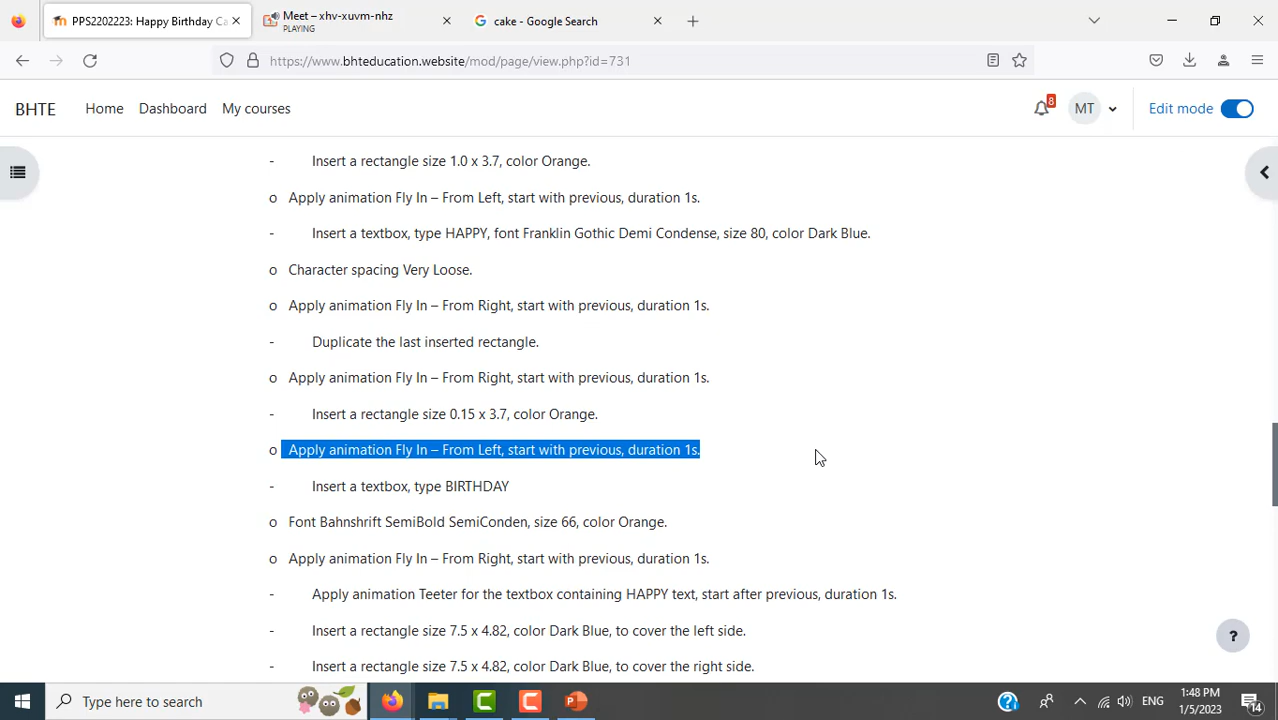 PPS2202223: Happy Birthday Ca
Meet – xhv-xuvm-nhz
PLAYING
cake - Google Search
https://www.bhteducation.website/mod/page/view.php?id=731
BHTE
Home
Dashboard
My courses
8
MT
Edit mode
- Insert a rectangle size 1.0 x 3.7, color Orange.
o Apply animation Fly In – From Left, start with previous, duration 1s.
- Insert a textbox, type HAPPY, font Franklin Gothic Demi Condense, size 80, color Dark Blue.
o Character spacing Very Loose.
o Apply animation Fly In – From Right, start with previous, duration 1s.
- Duplicate the last inserted rectangle.
o Apply animation Fly In – From Right, start with previous, duration 1s.
- Insert a rectangle size 0.15 x 3.7, color Orange.
o Apply animation Fly In – From Left, start with previous, duration 1s.
- Insert a textbox, type BIRTHDAY
o Font Bahnshrift SemiBold SemiConden, size 66, color Orange.
o Apply animation Fly In – From Right, start with previous, duration 1s.
- Apply animation Teeter for the textbox containing HAPPY text, start after previous, duration 1s.
- Insert a rectangle size 7.5 x 4.82, color Dark Blue, to cover the left side.
- Insert a rectangle size 7.5 x 4.82, color Dark Blue, to cover the right side.
?
Type here to search
ENG
1:48 PM
1/5/2023
14